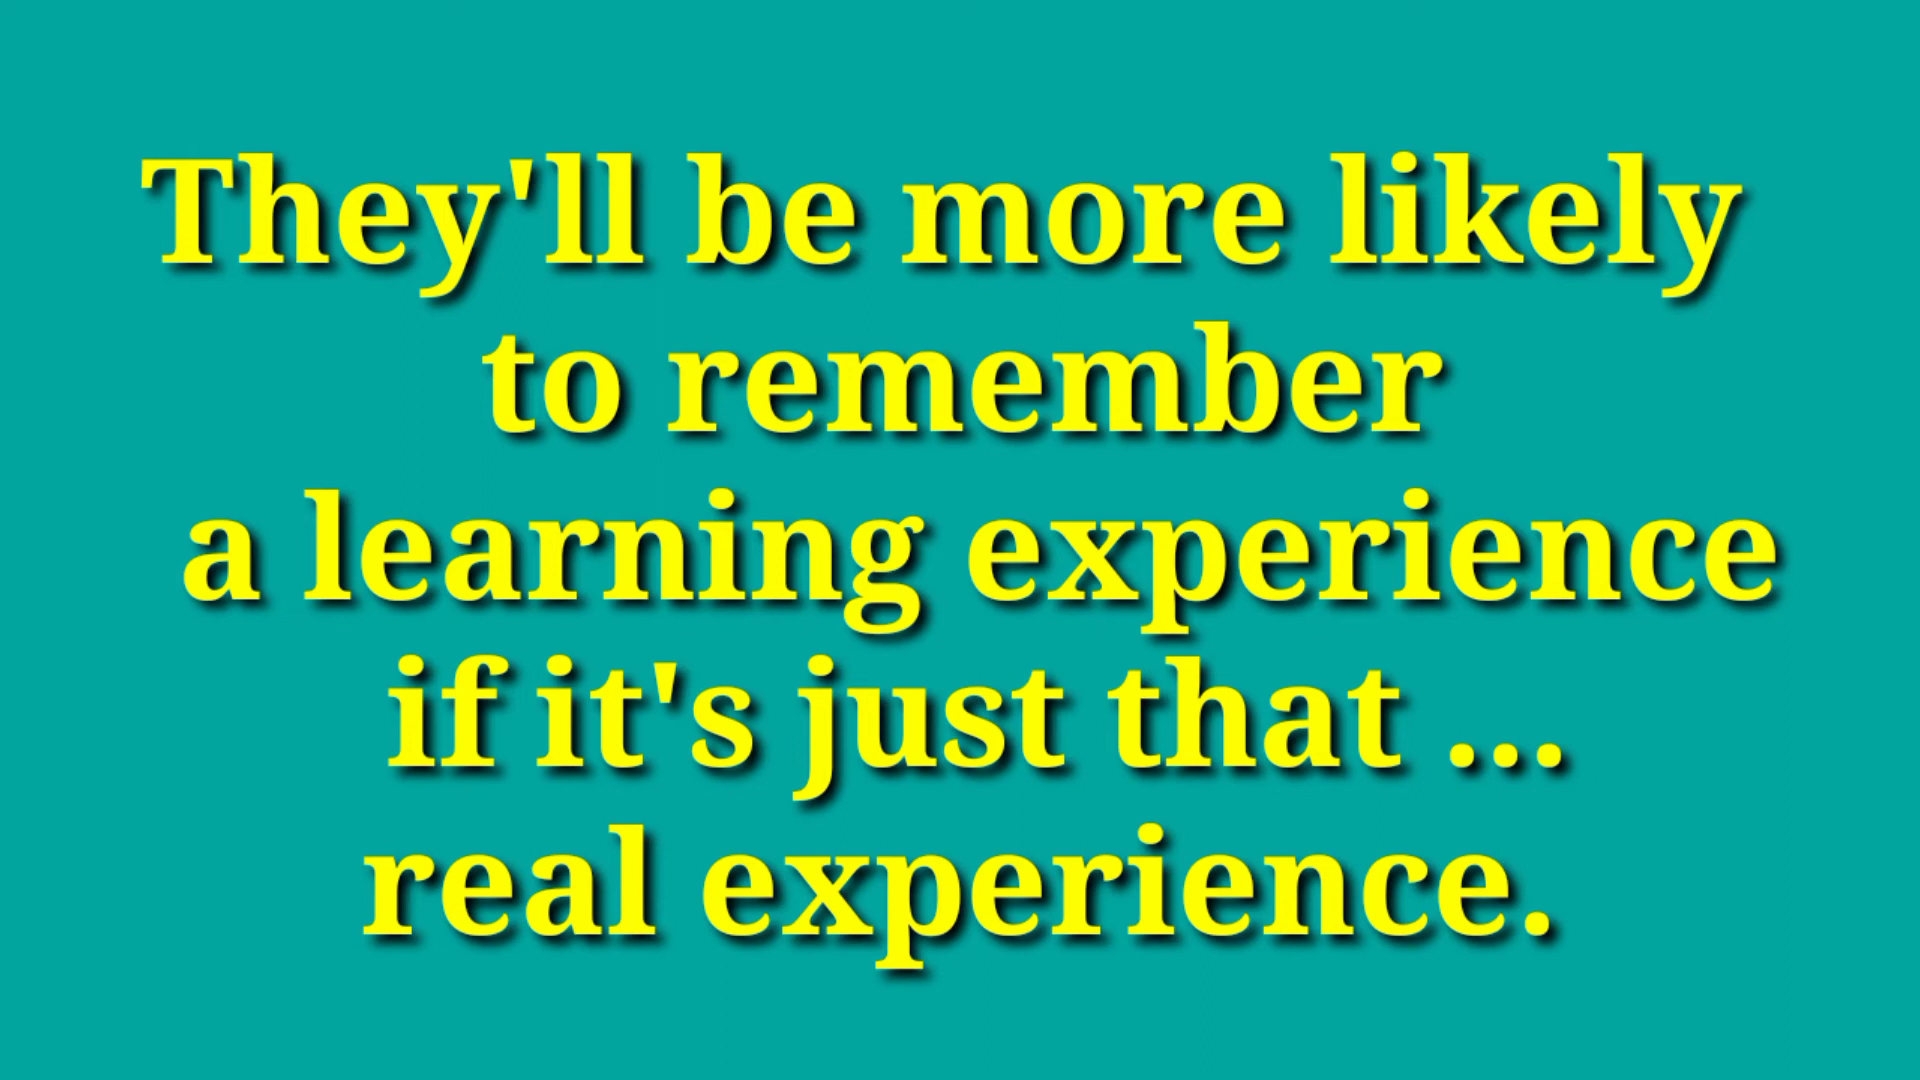 They'll be more likely
to remember
a learning experience
if it's just that ...
real experience.